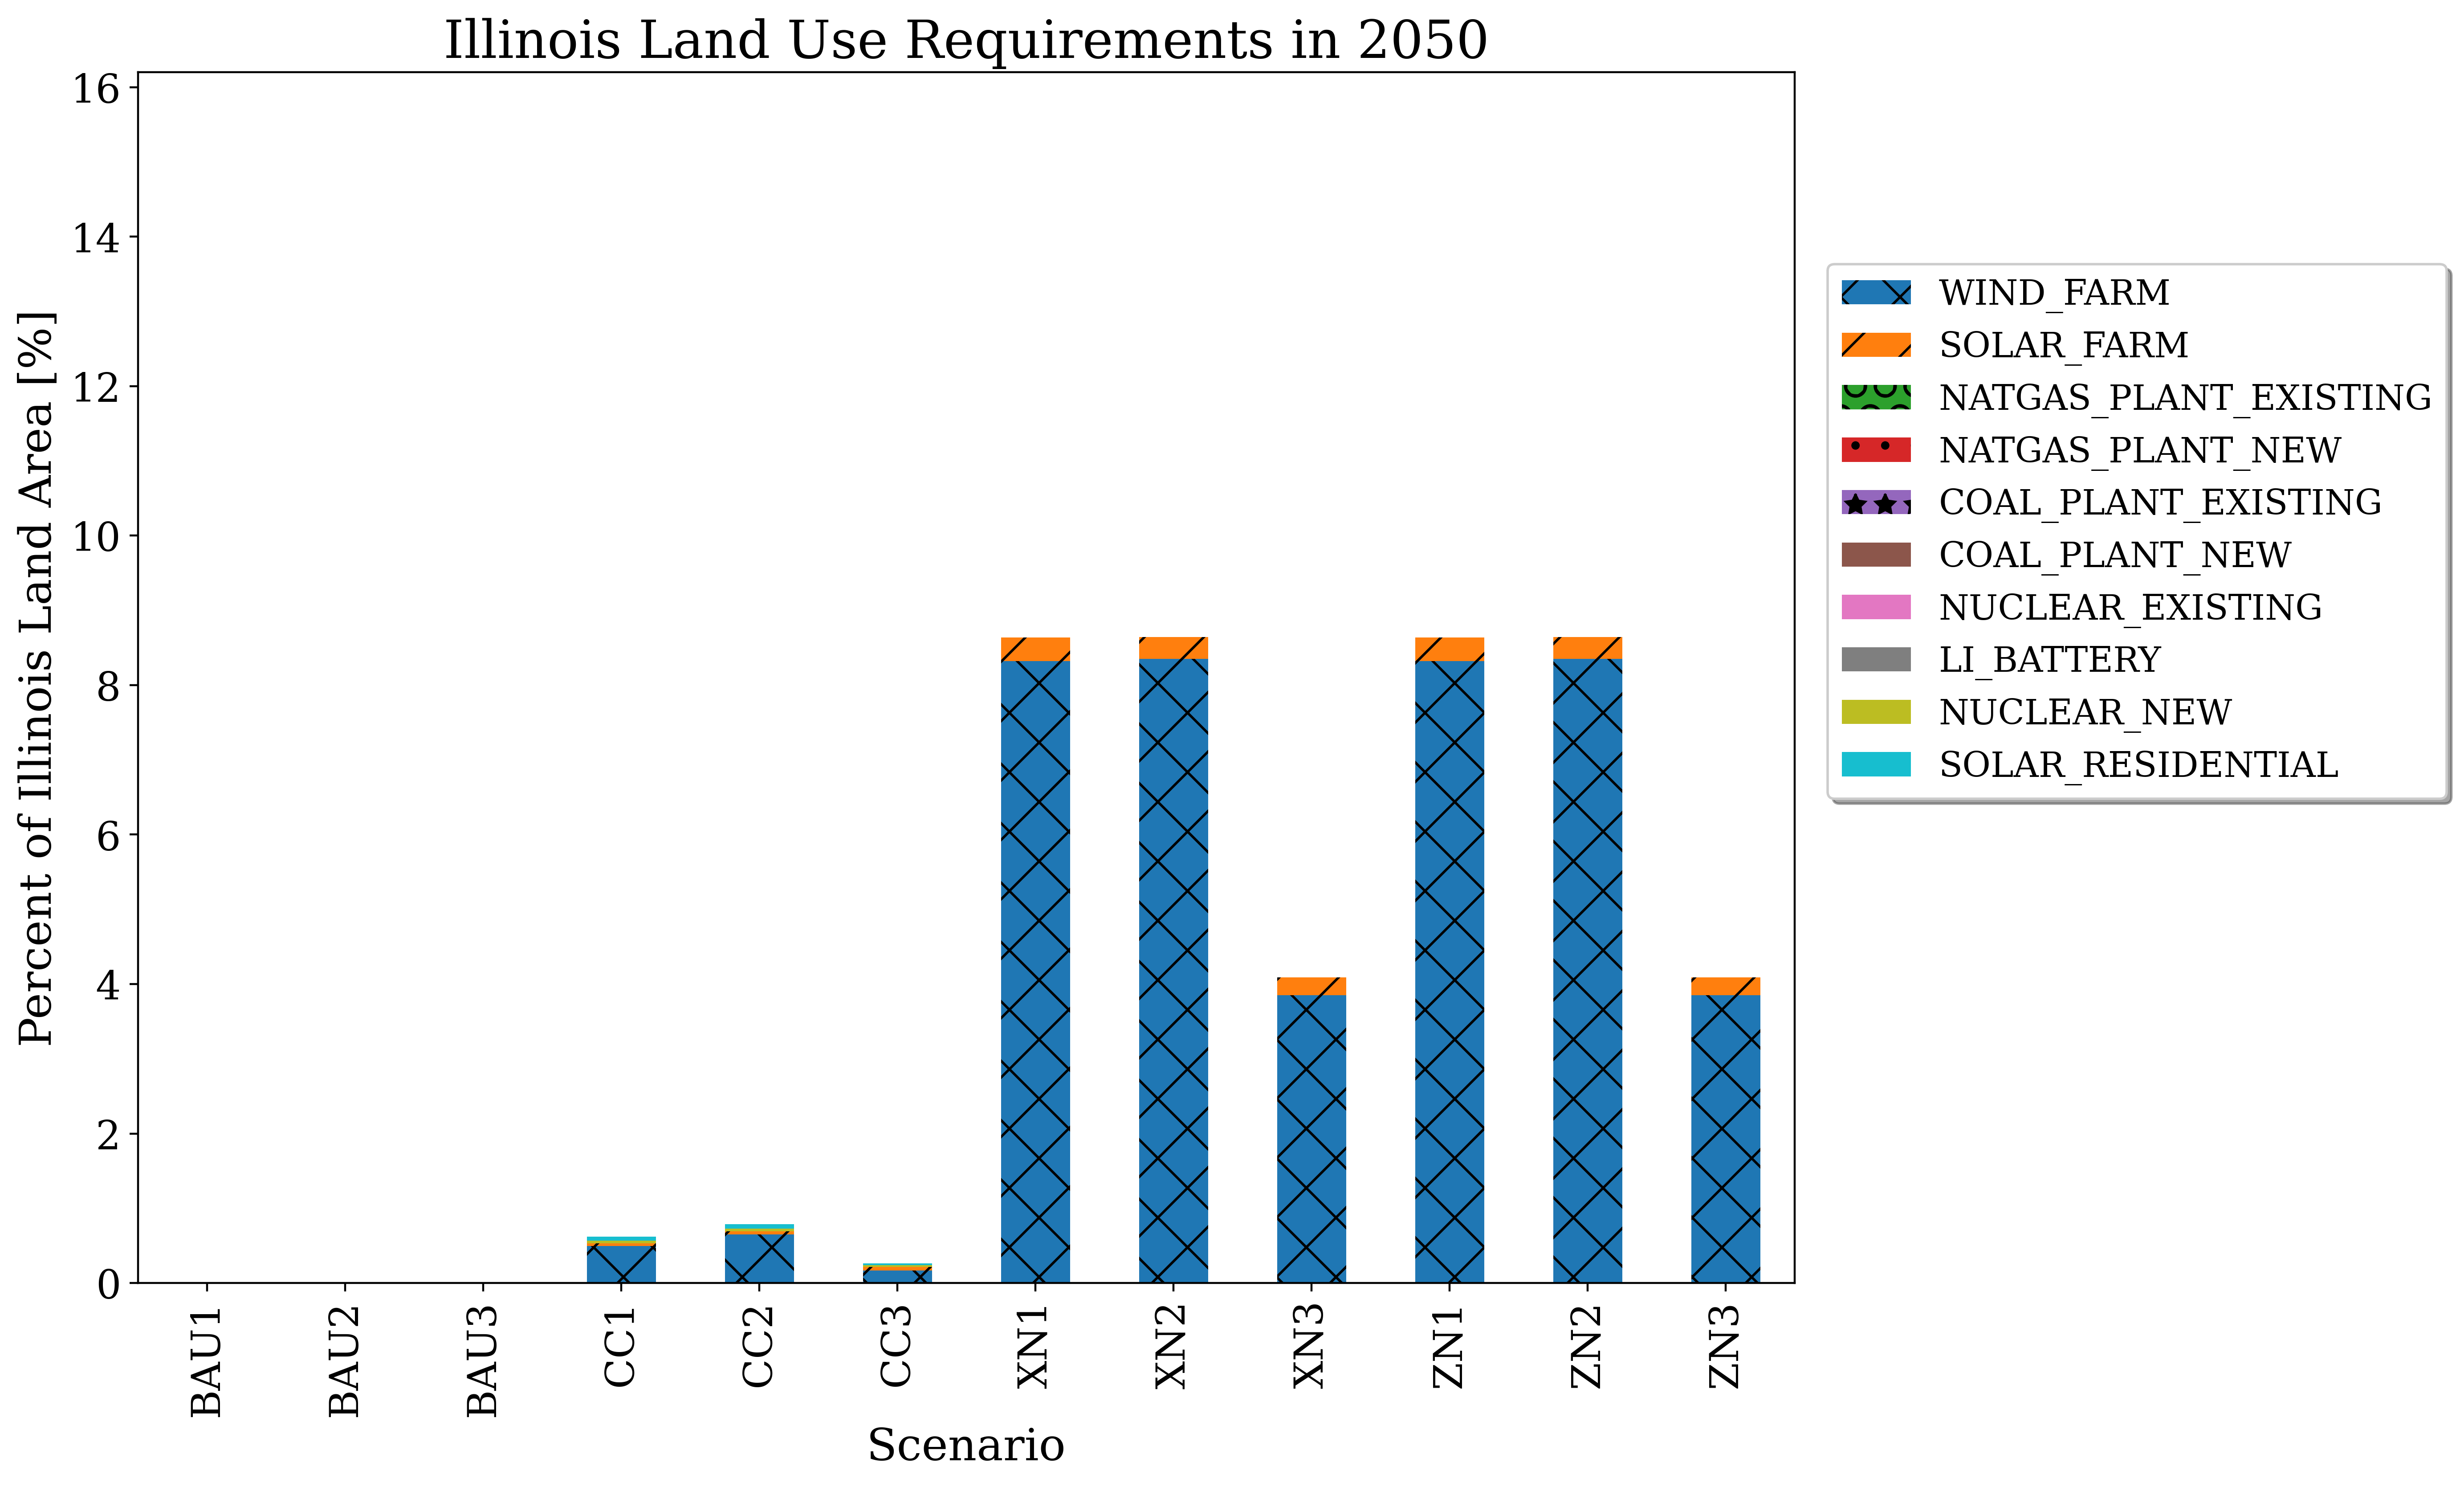 Illinois Land Use Requirements in 2050
Percent of Illinois Land Area [%]
16
14
12
10
8
6
4
2
0
BAU1
BAU2
BAU3
CC1
CC2
CC3
XN1
XN2
XN3
ZN1
ZN2
ZN3
Scenario
WIND_FARM
SOLAR_FARM
NATGAS_PLANT_EXISTING
NATGAS_PLANT_NEW
COAL_PLANT_EXISTING
COAL_PLANT_NEW
NUCLEAR_EXISTING
LI_BATTERY
NUCLEAR_NEW
SOLAR_RESIDENTIAL